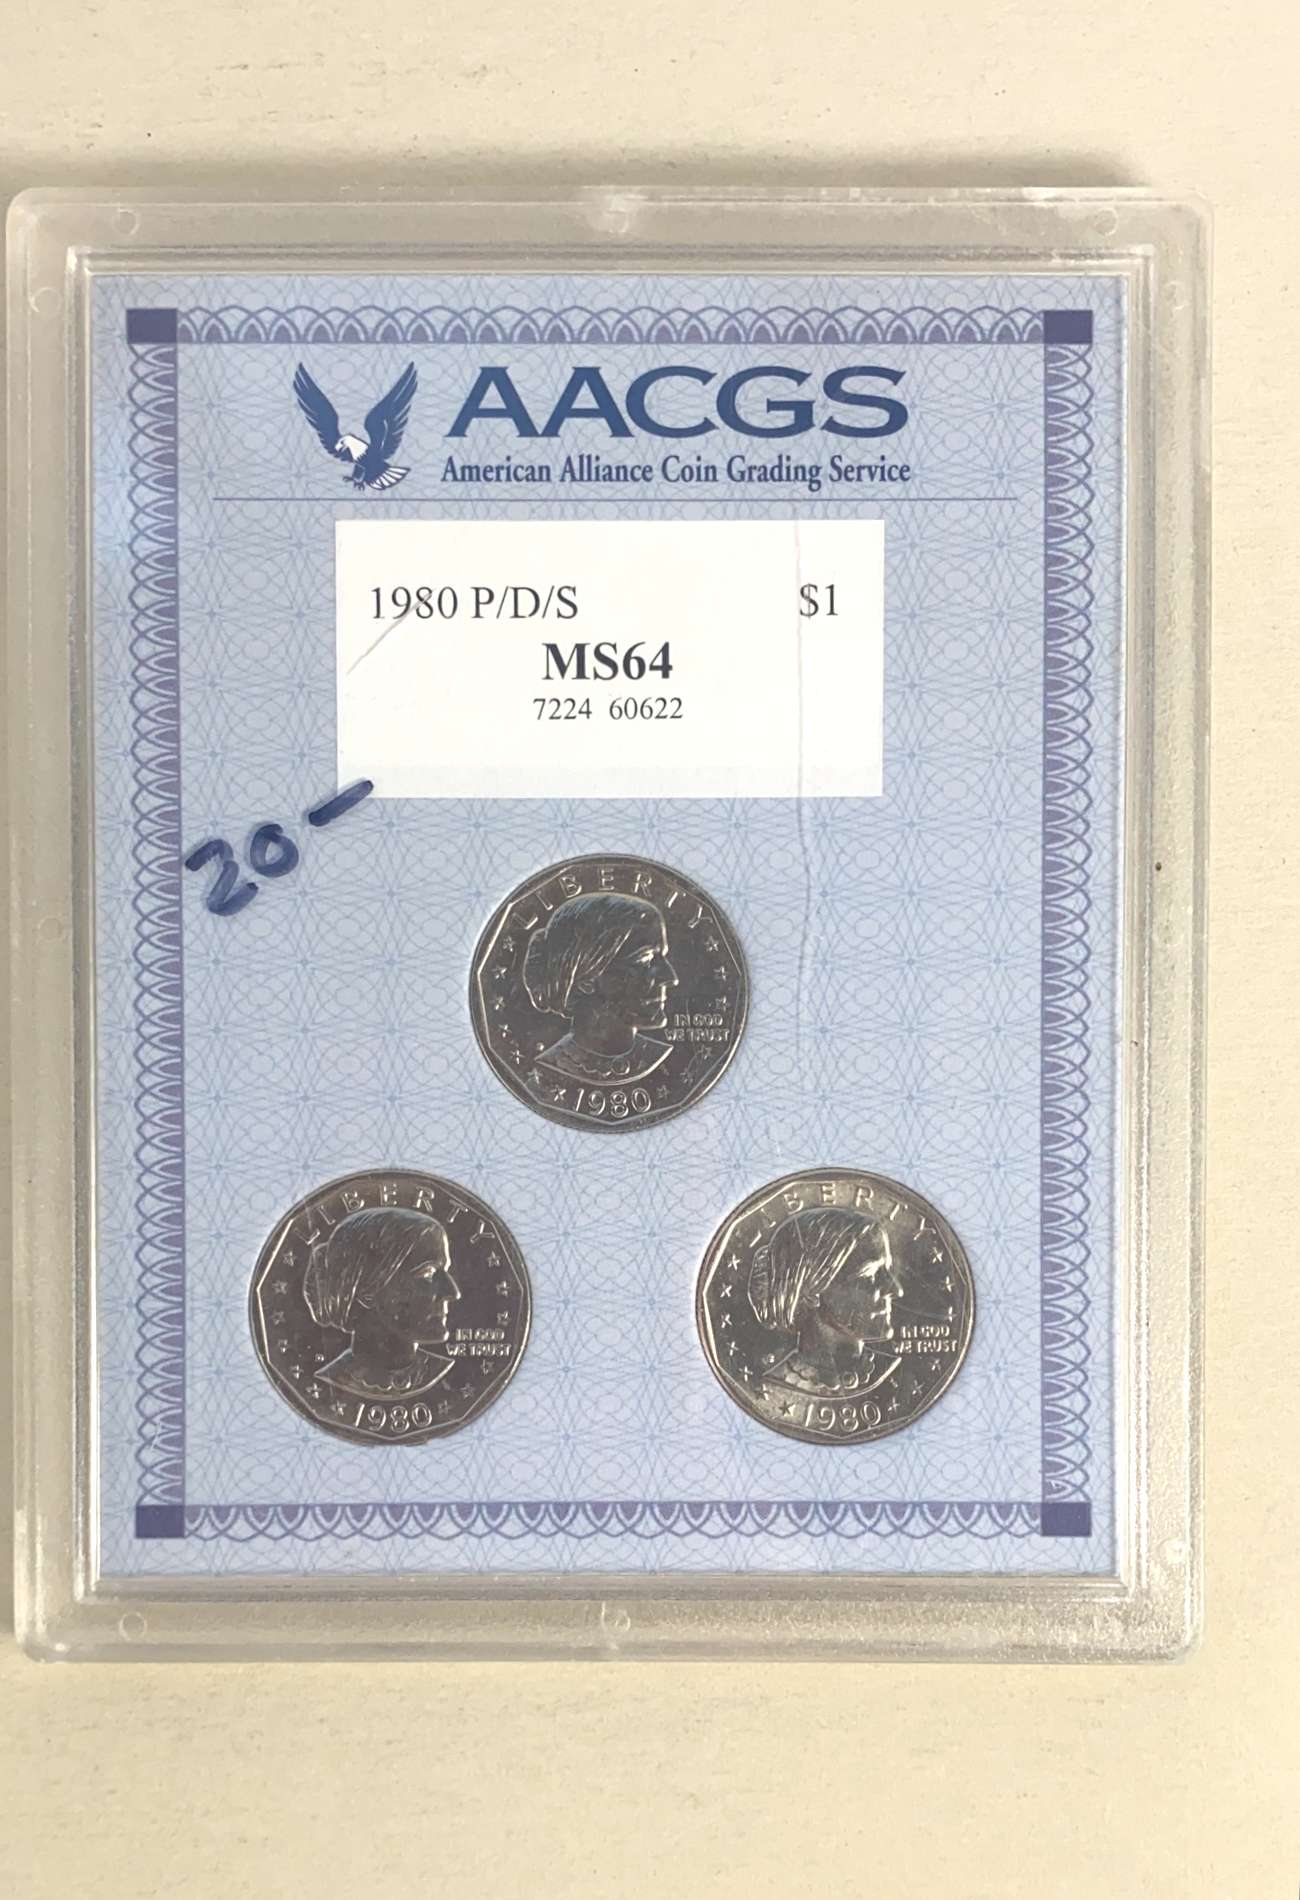 AACGS
American Alliance Coin Grading Service
1980 P/D/S $1
MS64
7224 60622
20-
LIBERTY
IN GOD
WE TRUST
1980
LIBERTY
IN GOD
WE TRUST
1980
LIBERTY
IN GOD
WE TRUST
1980